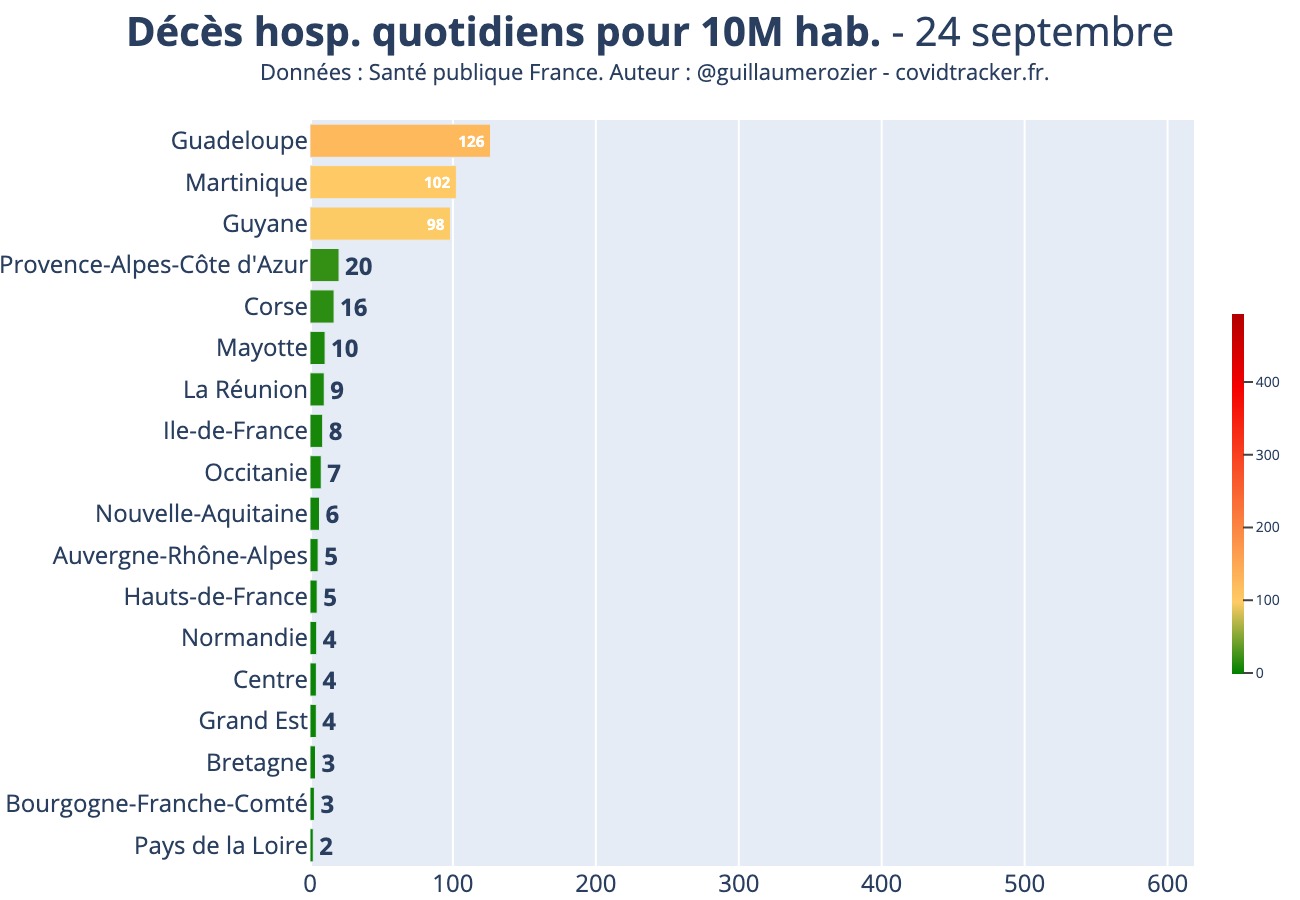 Décès hosp. quotidiens pour 10M hab. - 24 septembre
Données : Santé publique France. Auteur : @guillaumerozier - covidtracker.fr.
Guadeloupe 126
Martinique 102
Guyane 98
Provence-Alpes-Côte d'Azur 20
Corse 16
Mayotte 10
La Réunion 9
Ile-de-France 8
Occitanie 7
Nouvelle-Aquitaine 6
Auvergne-Rhône-Alpes 5
Hauts-de-France 5
Normandie 4
Centre 4
Grand Est 4
Bretagne 3
Bourgogne-Franche-Comté 3
Pays de la Loire 2
0 100 200 300 400 500 600
400
300
200
100
0